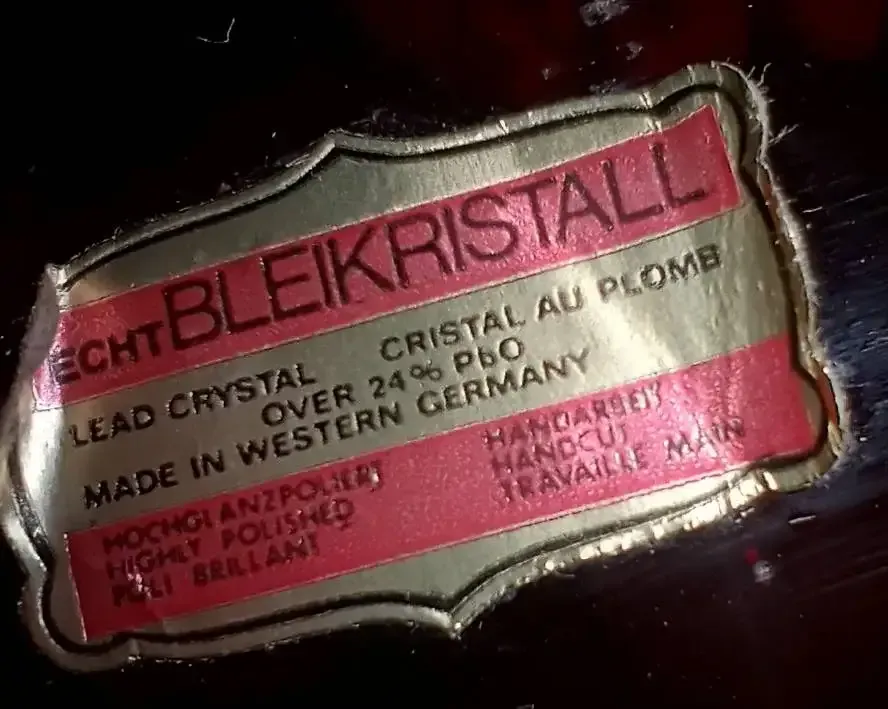 ECHT BLEIKRISTALL
LEAD CRYSTAL CRISTAL AU PLOMB
OVER 24% PbO
MADE IN WESTERN GERMANY
HOCHGLANZPOLIERT HANDARBEIT
HIGHLY POLISHED HANDCUT
POLI BRILLANT TRAVAILLE MAIN